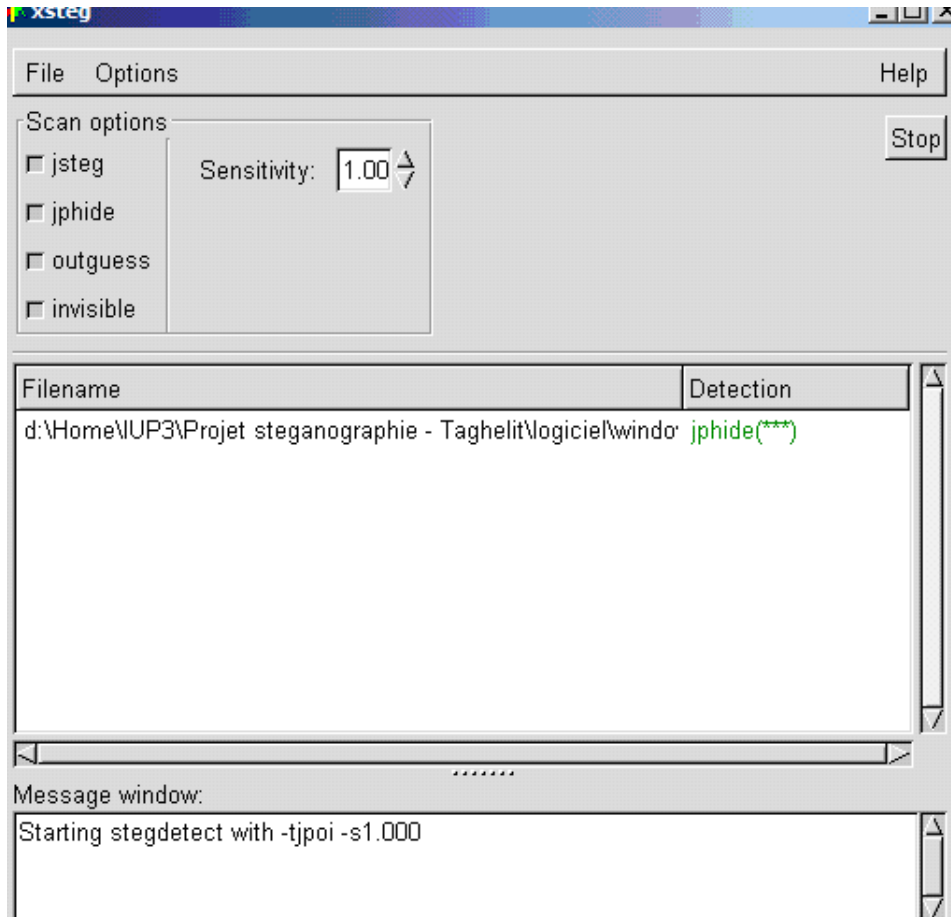 xsteg
File Options Help
Scan options
Stop
jsteg
Sensitivity: 1.00
jphide
outguess
invisible
Filename Detection
d:\Home\IUP3\Projet steganographie - Taghelit\logiciel\windo jphide(***)
Message window:
Starting stegdetect with -tjpoi -s1.000